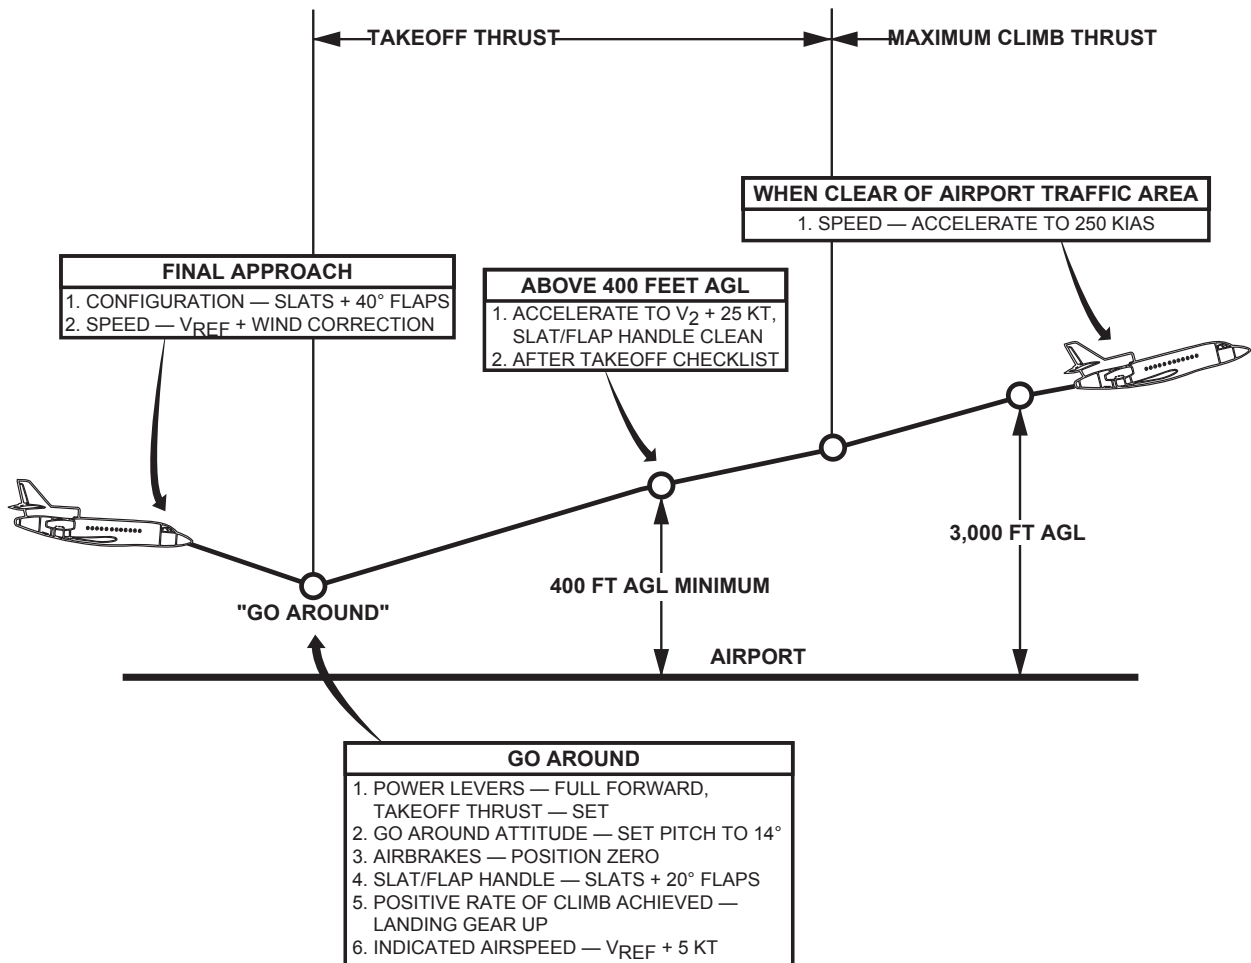 TAKEOFF THRUST
MAXIMUM CLIMB THRUST
WHEN CLEAR OF AIRPORT TRAFFIC AREA
1. SPEED — ACCELERATE TO 250 KIAS
FINAL APPROACH
1. CONFIGURATION — SLATS + 40° FLAPS
2. SPEED — VREF + WIND CORRECTION
ABOVE 400 FEET AGL
1. ACCELERATE TO V2 + 25 KT,
SLAT/FLAP HANDLE CLEAN
2. AFTER TAKEOFF CHECKLIST
3,000 FT AGL
400 FT AGL MINIMUM
"GO AROUND"
AIRPORT
GO AROUND
1. POWER LEVERS — FULL FORWARD,
TAKEOFF THRUST — SET
2. GO AROUND ATTITUDE — SET PITCH TO 14°
3. AIRBRAKES — POSITION ZERO
4. SLAT/FLAP HANDLE — SLATS + 20° FLAPS
5. POSITIVE RATE OF CLIMB ACHIEVED —
LANDING GEAR UP
6. INDICATED AIRSPEED — VREF + 5 KT